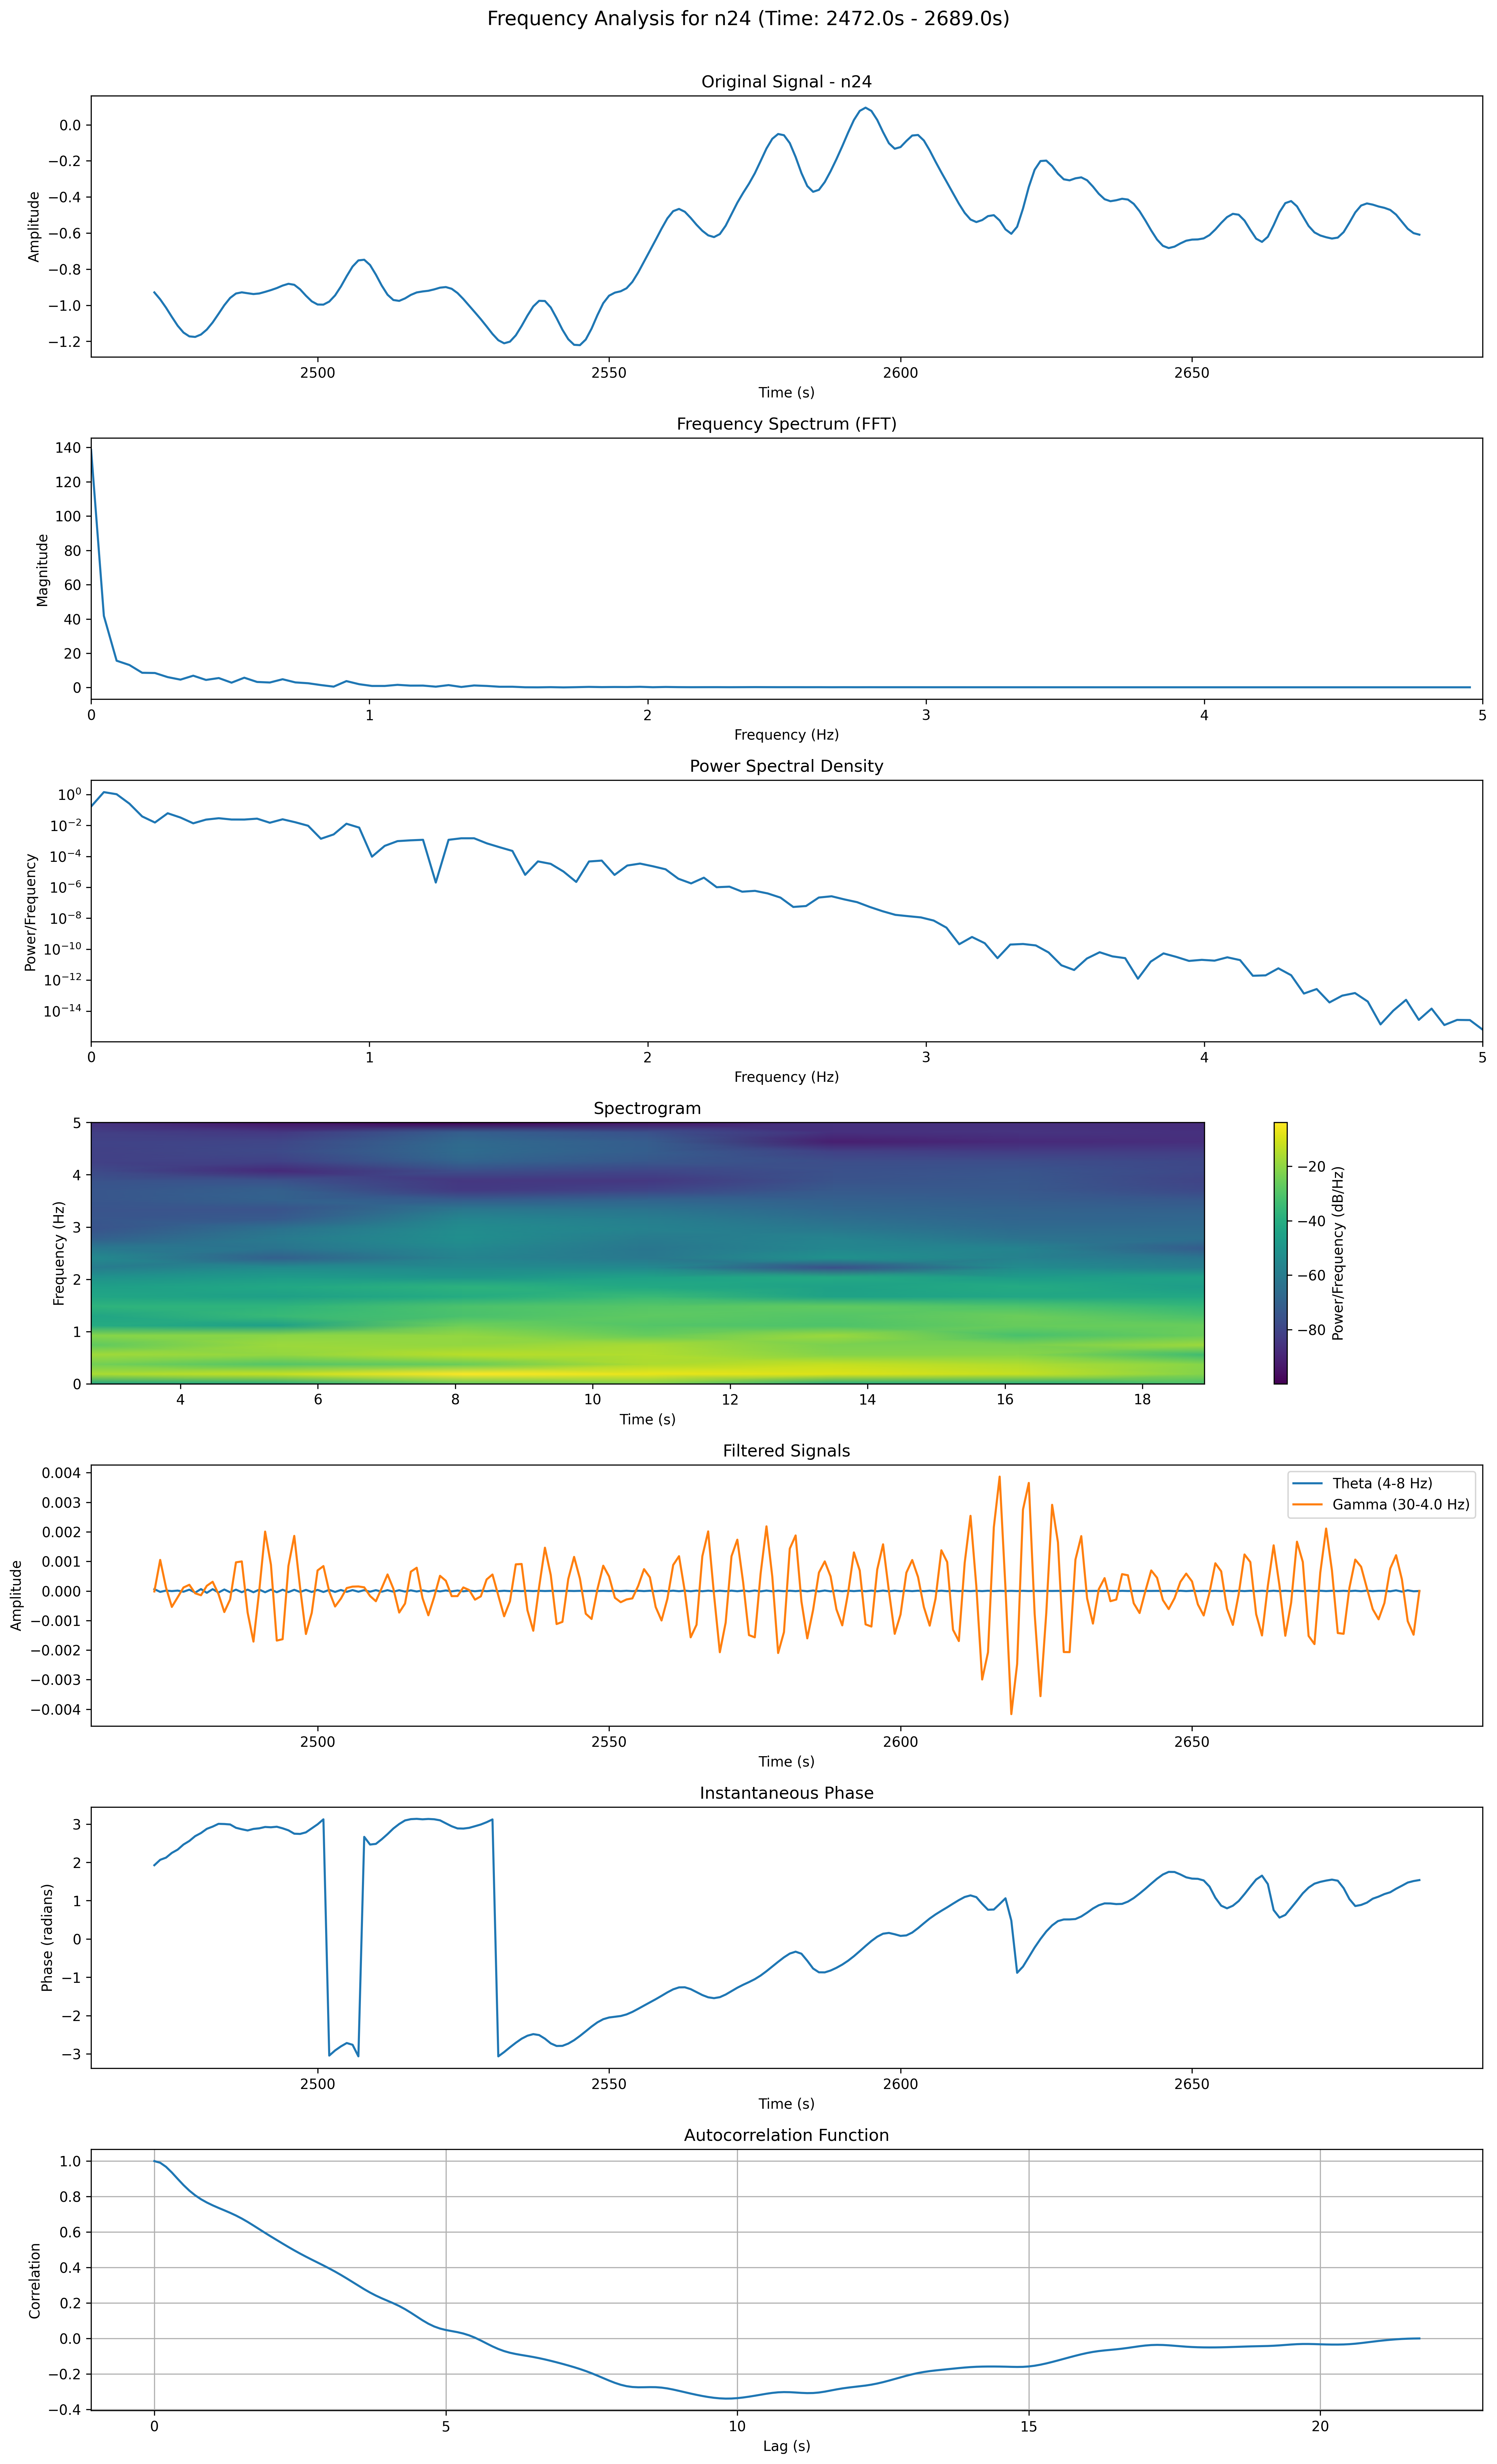 Frequency Analysis for n24 (Time: 2472.0s - 2689.0s)
Original Signal - n24
Amplitude
0.0
−0.2
−0.4
−0.6
−0.8
−1.0
−1.2
2500 2550 2600 2650
Time (s)
Frequency Spectrum (FFT)
Magnitude
140
120
100
80
60
40
20
0
0 1 2 3 4 5
Frequency (Hz)
Power Spectral Density
Power/Frequency
10⁰
10⁻²
10⁻⁴
10⁻⁶
10⁻⁸
10⁻¹⁰
10⁻¹²
10⁻¹⁴
0 1 2 3 4 5
Frequency (Hz)
Spectrogram
Frequency (Hz)
5
4
3
2
1
0
4 6 8 10 12 14 16 18
Time (s)
−20
−40
−60
−80
Power/Frequency (dB/Hz)
Filtered Signals
Amplitude
0.004
0.003
0.002
0.001
0.000
−0.001
−0.002
−0.003
−0.004
Theta (4-8 Hz)
Gamma (30-4.0 Hz)
2500 2550 2600 2650
Time (s)
Instantaneous Phase
Phase (radians)
3
2
1
0
−1
−2
−3
2500 2550 2600 2650
Time (s)
Autocorrelation Function
Correlation
1.0
0.8
0.6
0.4
0.2
0.0
−0.2
−0.4
0 5 10 15 20
Lag (s)